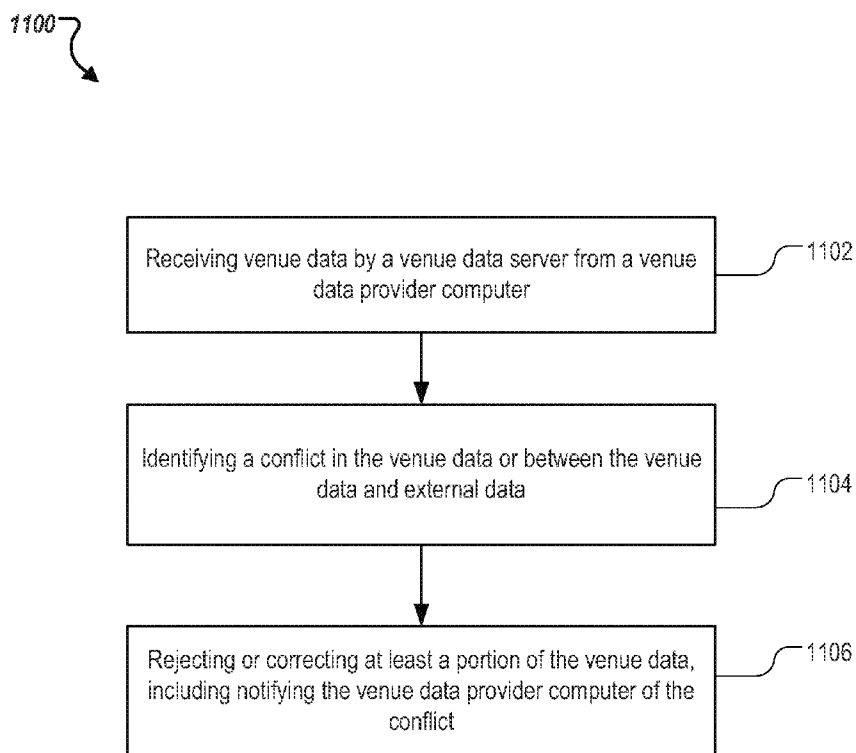 1100
Receiving venue data by a venue data server from a venue
data provider computer
1102
Identifying a conflict in the venue data or between the venue
data and external data
1104
Rejecting or correcting at least a portion of the venue data,
including notifying the venue data provider computer of the
conflict
1106